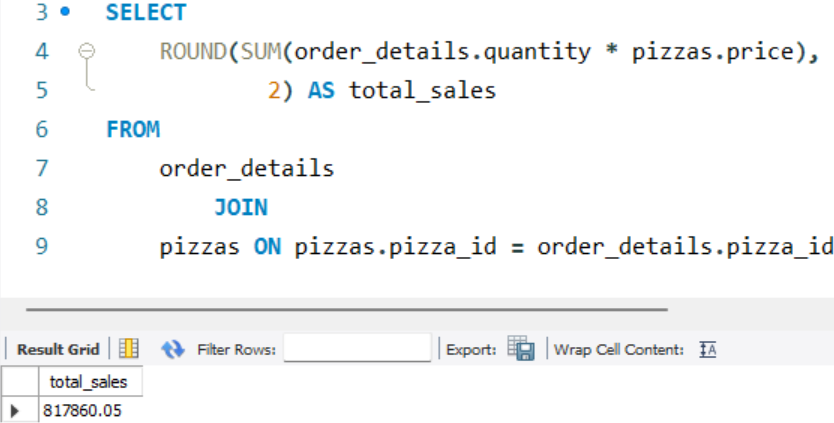 3 SELECT
4 ROUND(SUM(order_details.quantity * pizzas.price),
5 2) AS total_sales
6 FROM
7 order_details
8 JOIN
9 pizzas ON pizzas.pizza_id = order_details.pizza_id
Result Grid Filter Rows: Export: Wrap Cell Content: IA
total_sales
817860.05